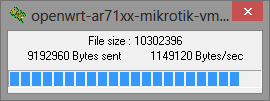 openwrt-ar71xx-mikrotik-vm...
File size : 10302396
9192960 Bytes sent 1149120 Bytes/sec